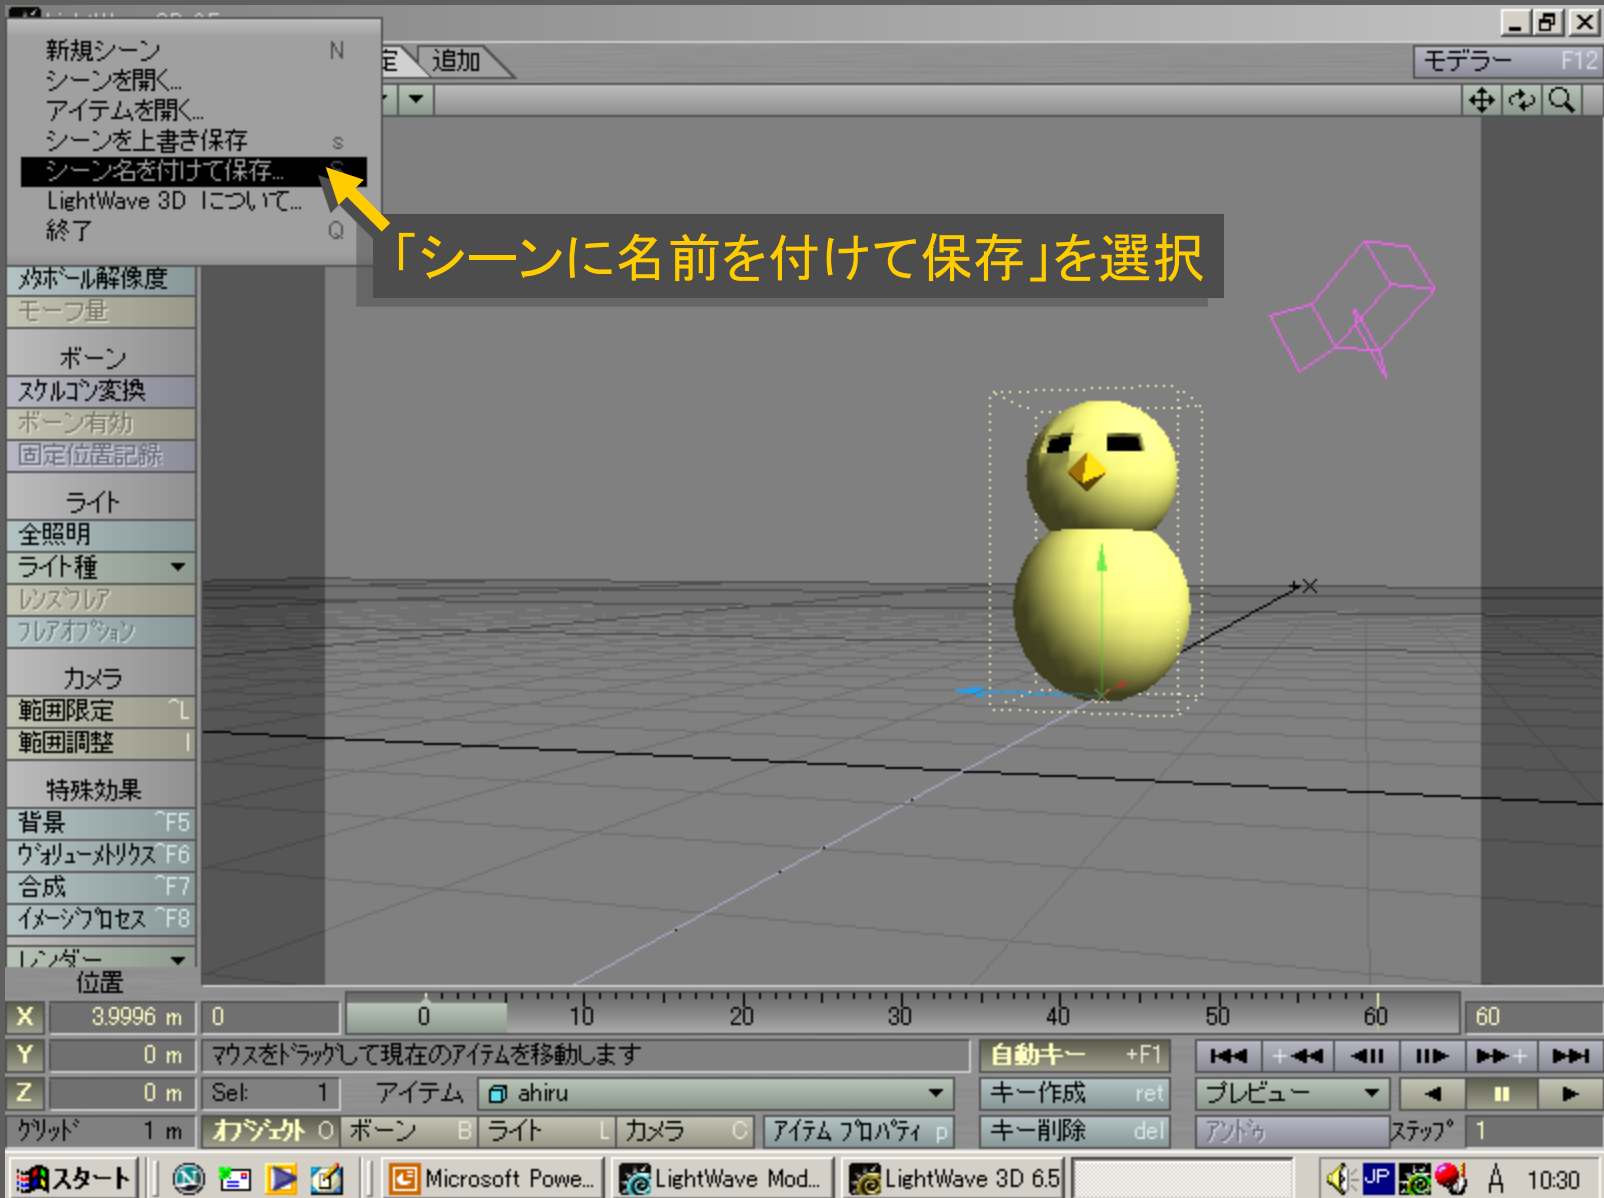 新規シーン N
シーンを開く...
アイテムを開く...
シーンを上書き保存 s
シーン名を付けて保存...
LightWave 3D について...
終了 Q
定 追加
モデラー F12
「シーンに名前を付けて保存」を選択
メタボール解像度
モーフ量
ボーン
スケルゴン変換
ボーン有効
固定位置記録
ライト
全照明
ライト種
レンズフレア
フレアオプション
カメラ
範囲限定 ^L
範囲調整 l
特殊効果
背景 ^F5
ヴォリューメトリクス ^F6
合成 ^F7
イメージプロセス ^F8
レンダー
位置
X 3.9996 m 0 0 10 20 30 40 50 60 60
Y 0 m マウスをドラッグして現在のアイテムを移動します 自動キー +F1
Z 0 m Sel: 1 アイテム ahiru キー作成 ret プレビュー
グリッド 1 m オブジェクト O ボーン B ライト L カメラ C アイテム プロパティ p キー削除 del アンドゥ ステップ 1
スタート Microsoft Powe... LightWave Mod... LightWave 3D 6.5 JP A 10:30